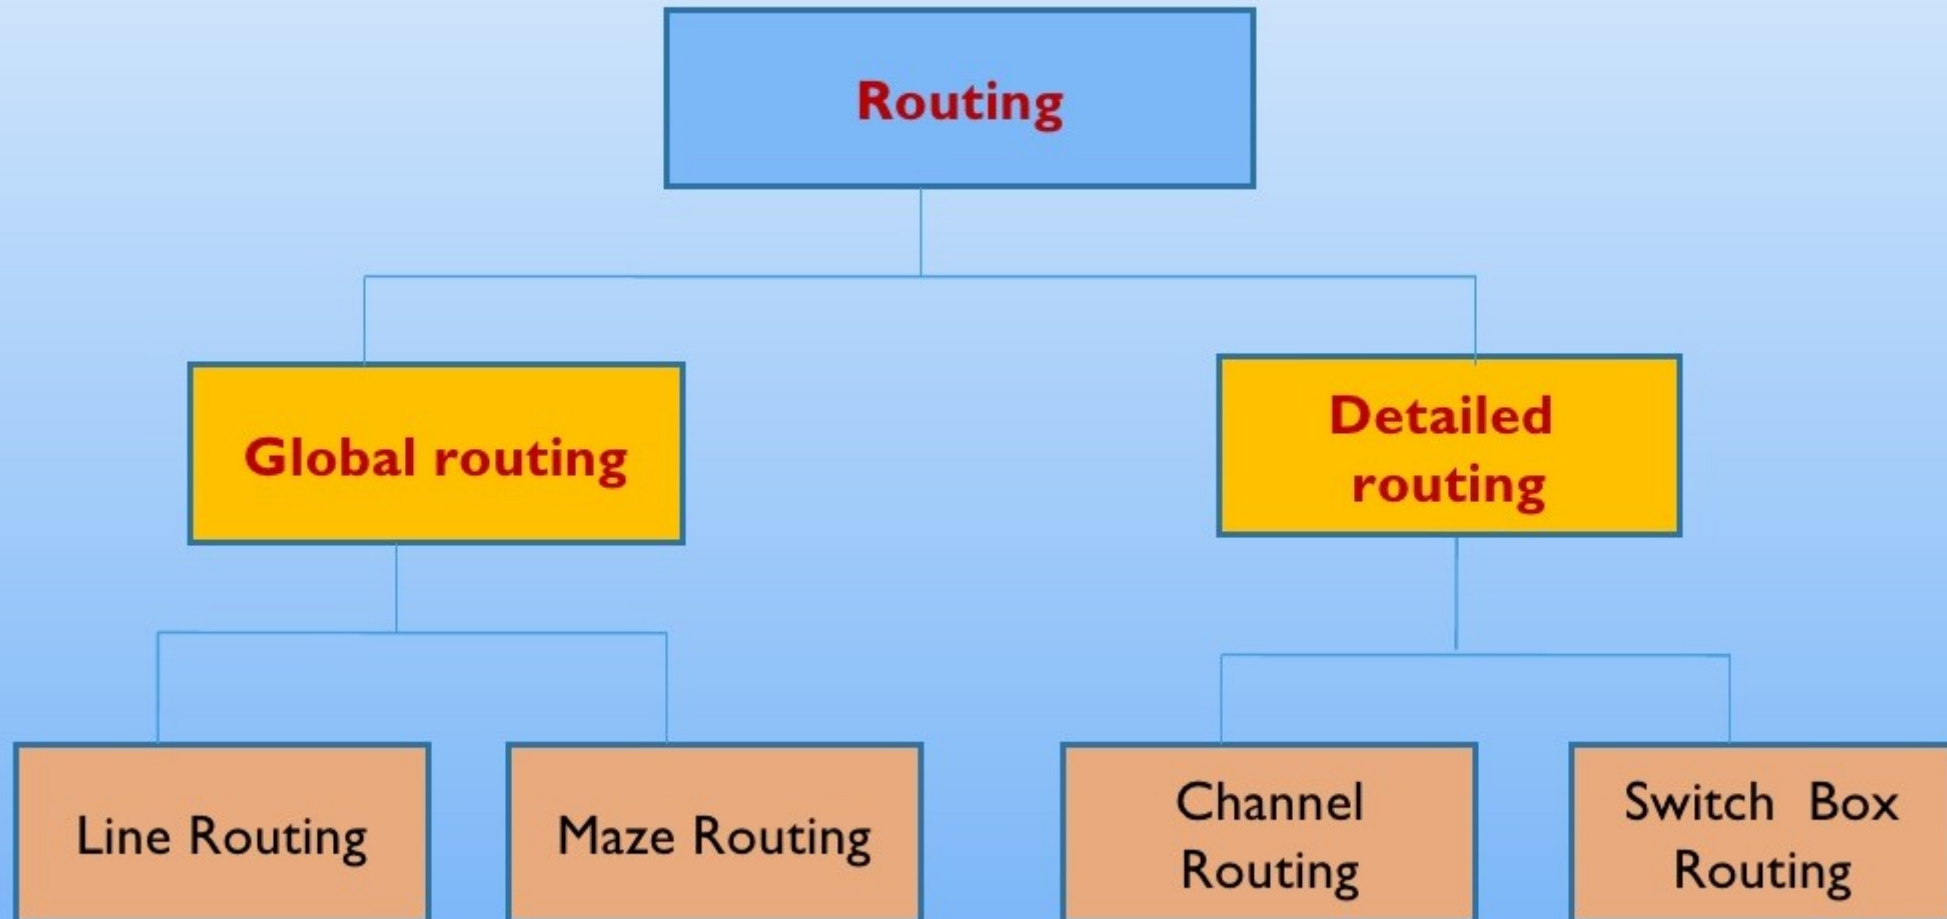 Routing
Global routing
Detailed
routing
Line Routing
Maze Routing
Channel
Routing
Switch Box
Routing